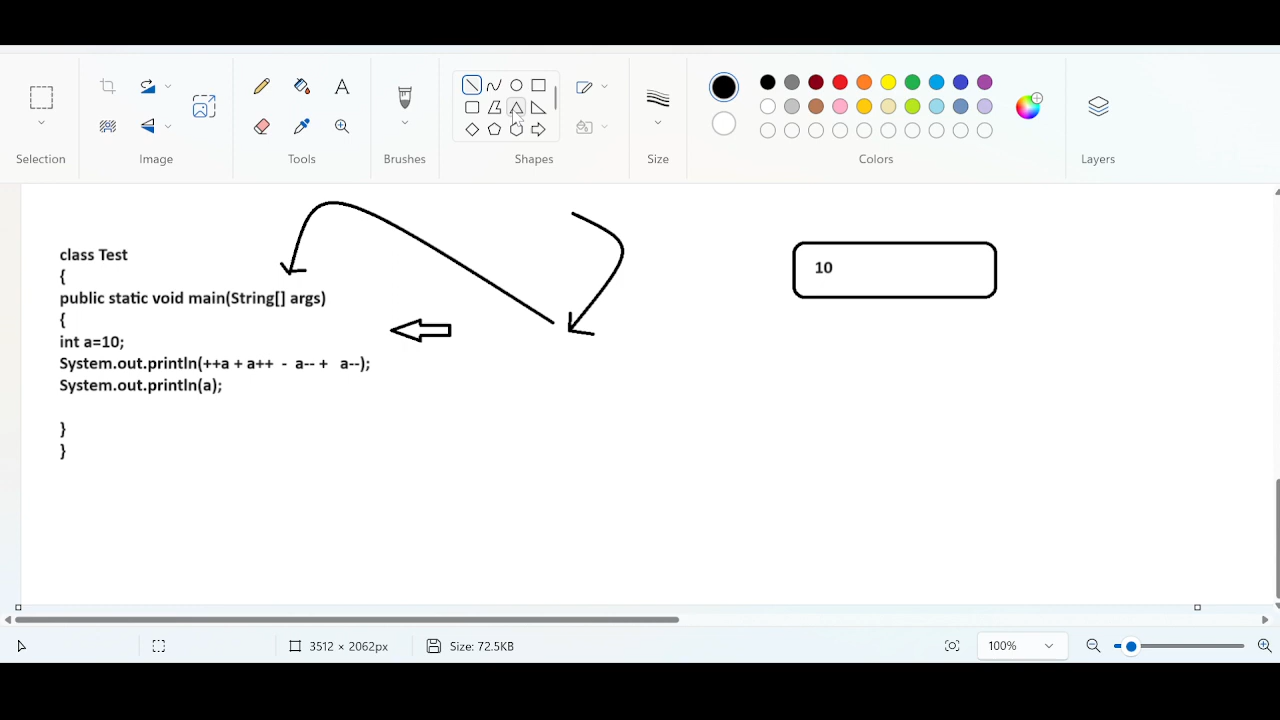 Selection
Image
Tools
Brushes
Shapes
Size
Colors
Layers
class Test
{
public static void main(String[] args)
{
int a=10;
System.out.println(++a + a++  -  a-- +   a--);
System.out.println(a);
}
}
10
3512 × 2062px
Size: 72.5KB
100%